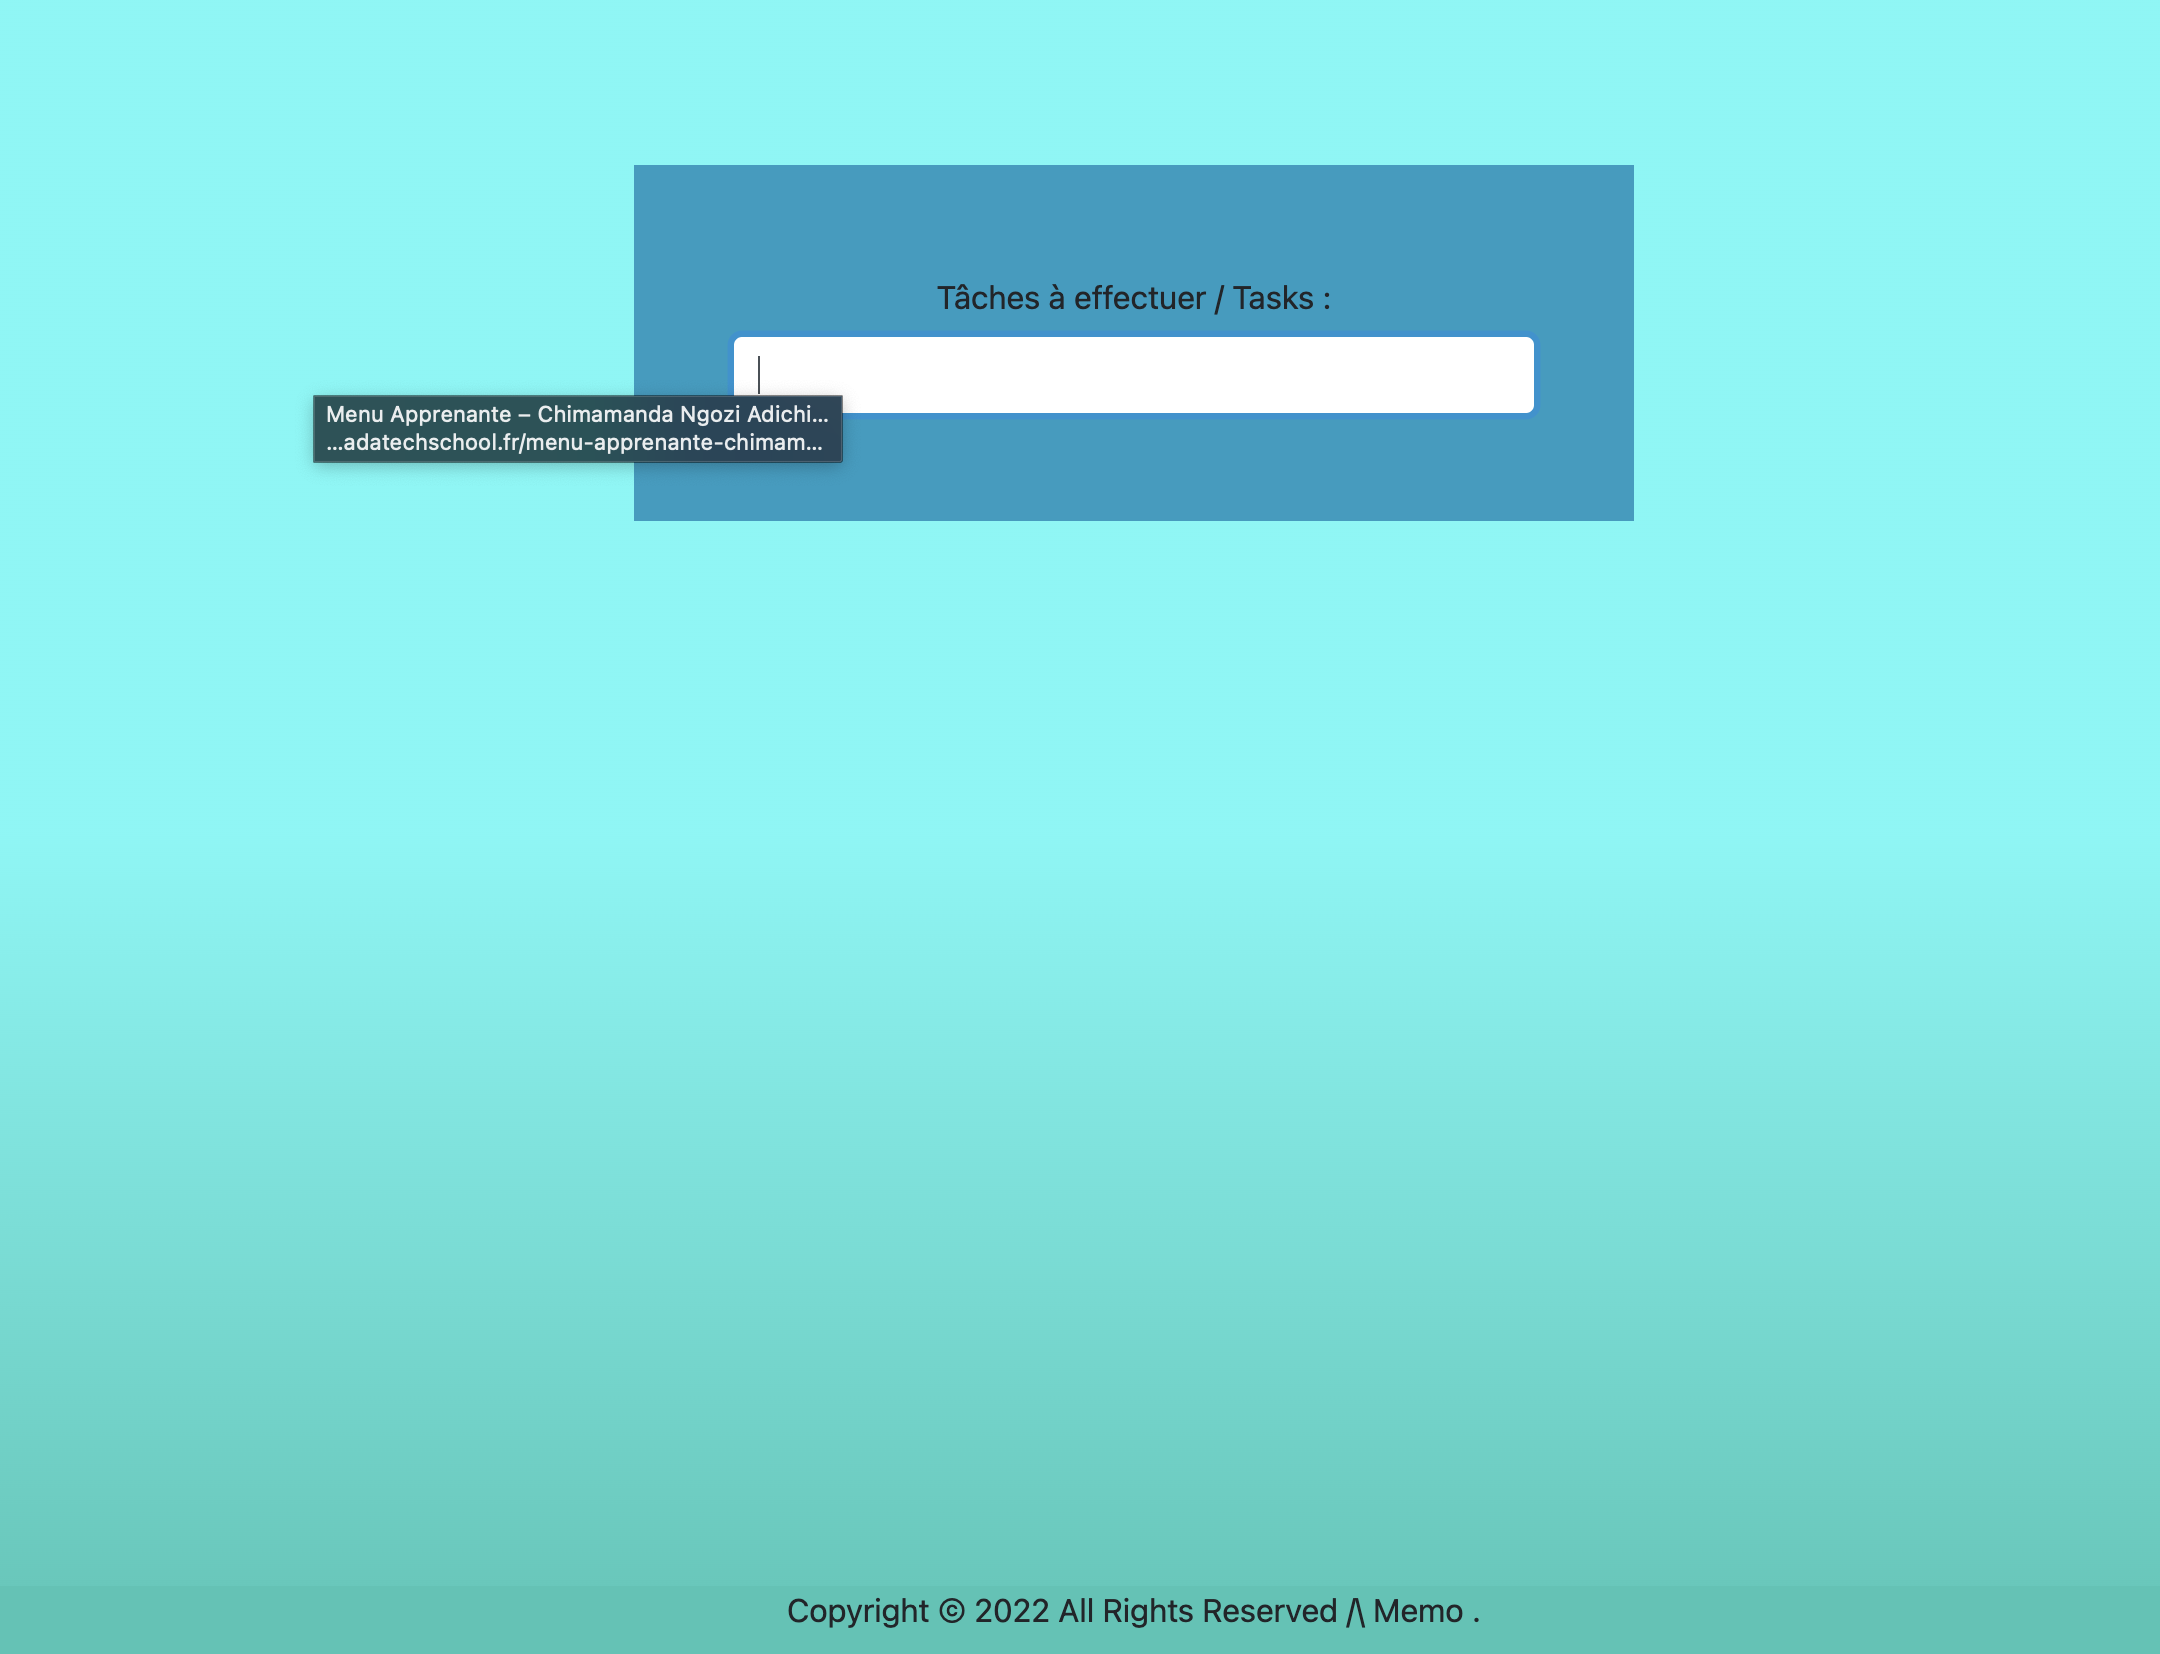 Tâches à effectuer / Tasks :
Menu Apprenante – Chimamanda Ngozi Adichi...
...adatechschool.fr/menu-apprenante-chimam...
Copyright © 2022 All Rights Reserved /\ Memo .